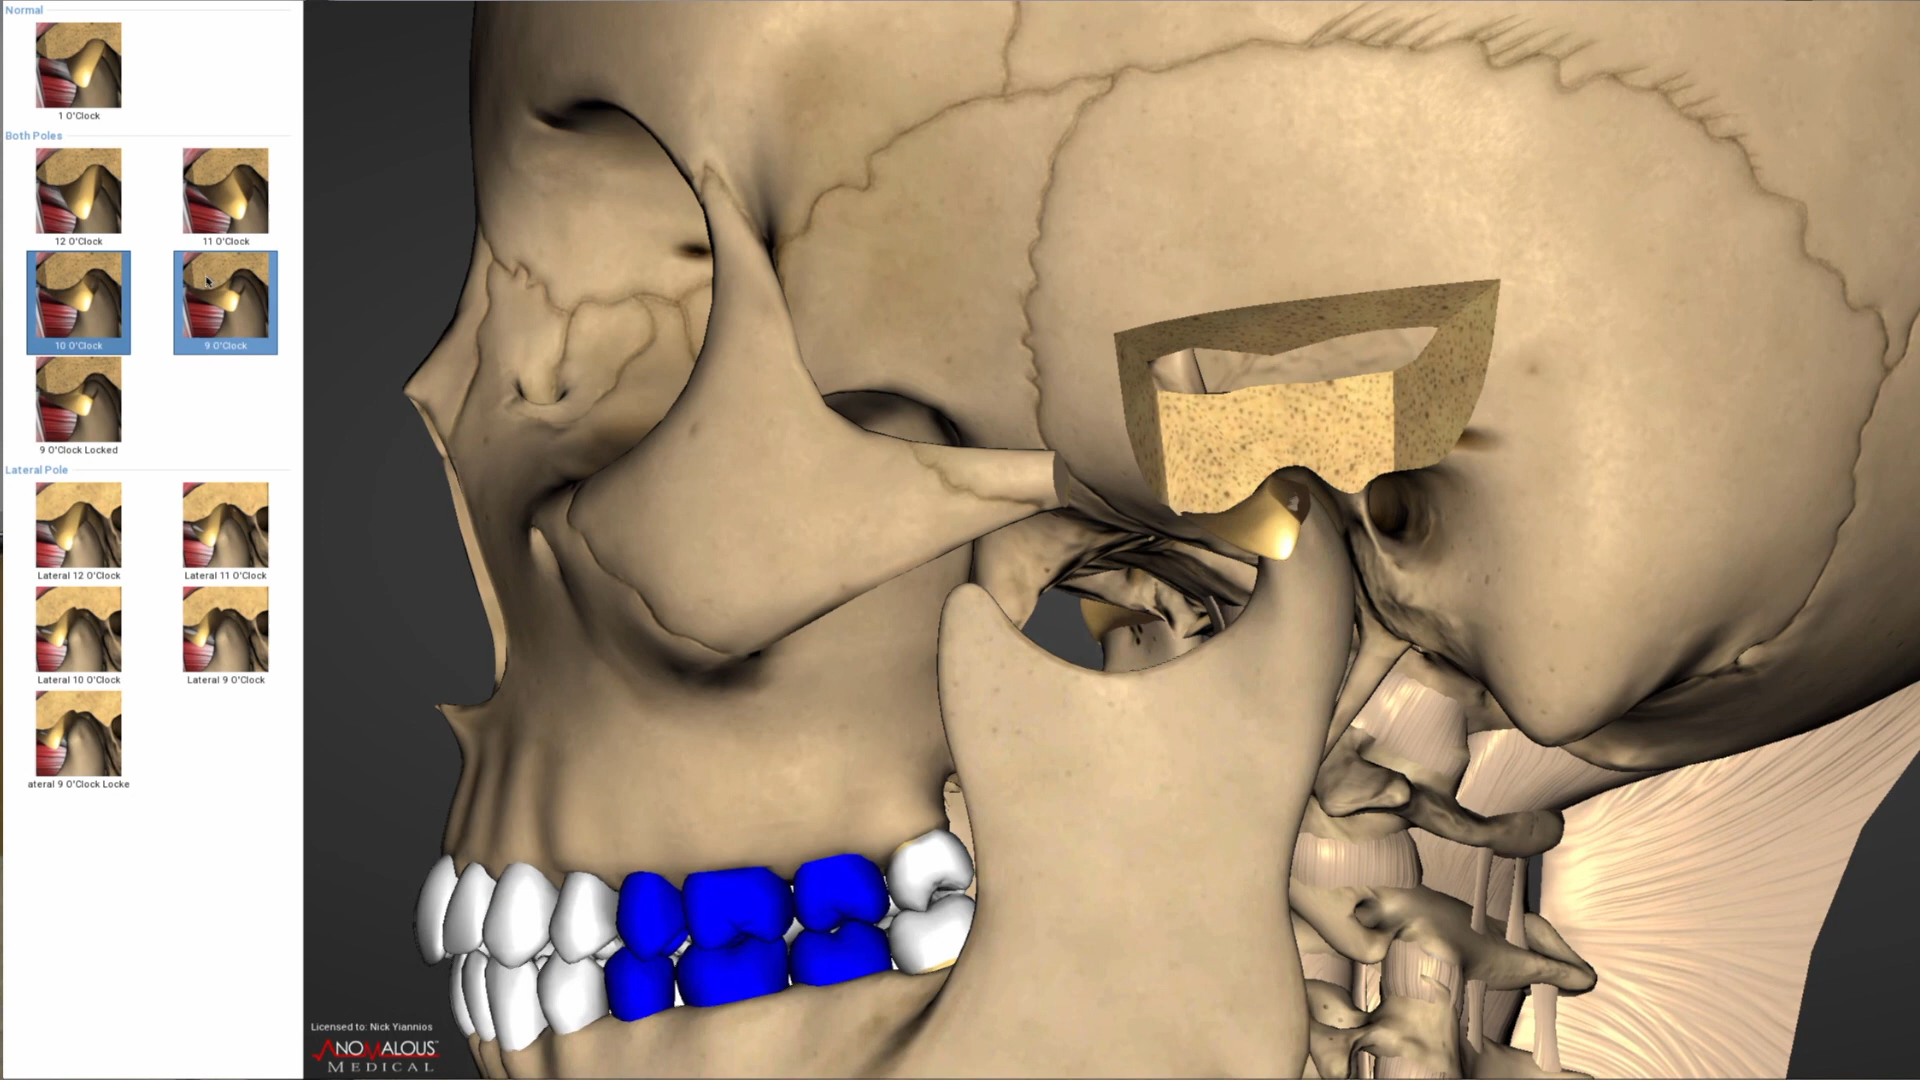 Normal
1 O'Clock
Both Poles
12 O'Clock
11 O'Clock
10 O'Clock
9 O'Clock
9 O'Clock Locked
Lateral Pole
Lateral 12 O'Clock
Lateral 11 O'Clock
Lateral 10 O'Clock
Lateral 9 O'Clock
ateral 9 O'Clock Locke
Licensed to: Nick Yiannios
ANOMALOUS™
MEDICAL